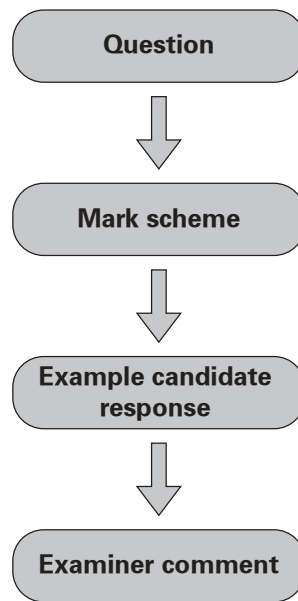 Question
Mark scheme
Example candidate
response
Examiner comment